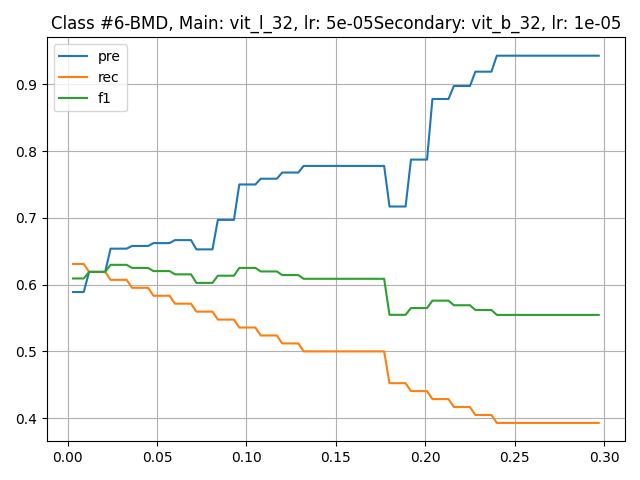 Class #6-BMD, Main: vit_l_32, lr: 5e-05Secondary: vit_b_32, lr: 1e-05
pre
rec
f1
0.9
0.8
0.7
0.6
0.5
0.4
0.00 0.05 0.10 0.15 0.20 0.25 0.30